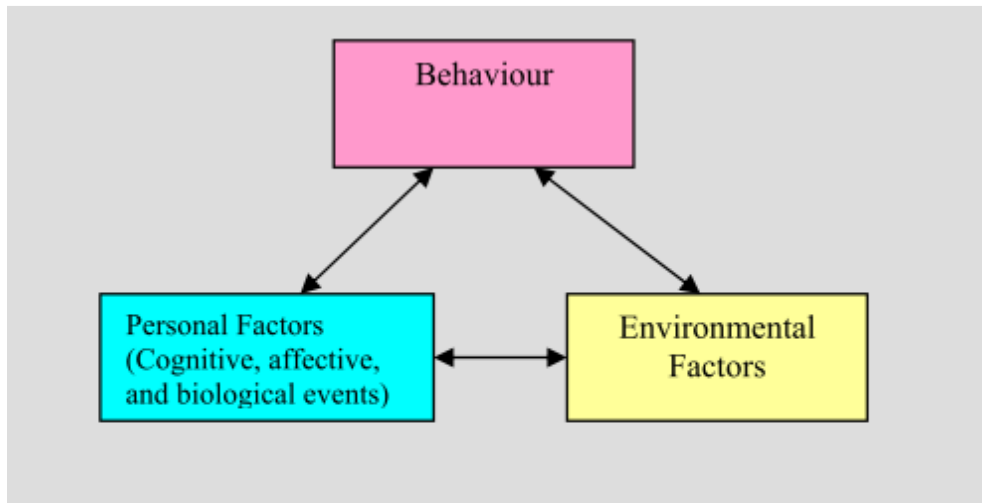 Behaviour
Personal Factors
(Cognitive, affective,
and biological events)
Environmental
Factors